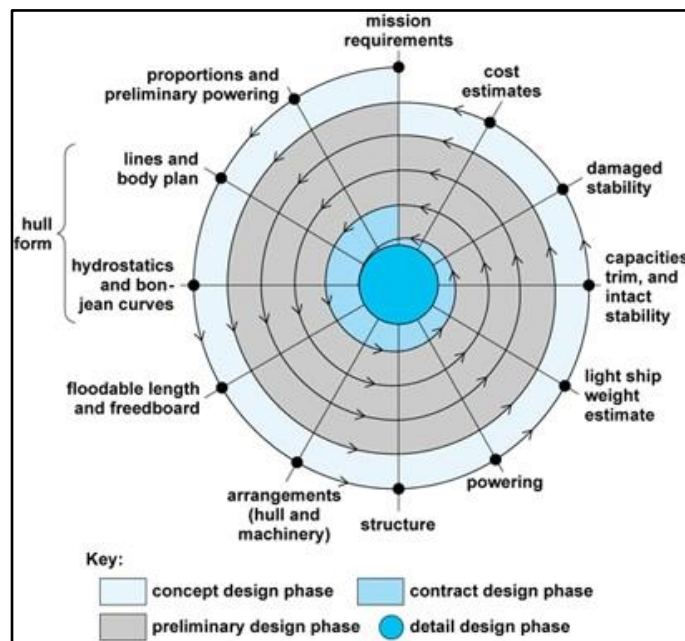 mission
requirements
proportions and
preliminary powering
cost
estimates
lines and
body plan
damaged
stability
hull
form
hydrostatics and bon-
jean curves
capacities,
trim, and
intact
stability
floodable length
and freedboard
light ship
weight
estimate
arrangements
(hull and
machinery)
structure
powering
Key:
concept design phase
contract design phase
preliminary design phase
detail design phase